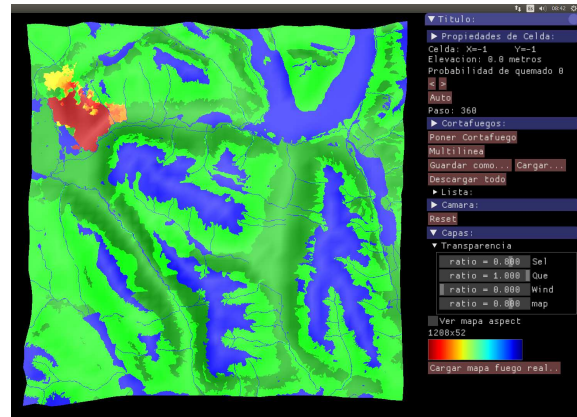 08:42
Titulo:
Propiedades de Celda:
Celda: X=-1 Y=-1
Elevacion: 0.0 metros
Probabilidad de quemado 0
< >
Auto
Paso: 360
Cortafuegos:
Poner Cortafuego
Multilinea
Guardar como... Cargar...
Descargar todo
Lista:
Camara:
Reset
Capas:
Transparencia
ratio = 0.800 Sel
ratio = 1.000 Que
ratio = 0.000 Wind
ratio = 0.800 map
Ver mapa aspect
1208x52
Cargar mapa fuego real..